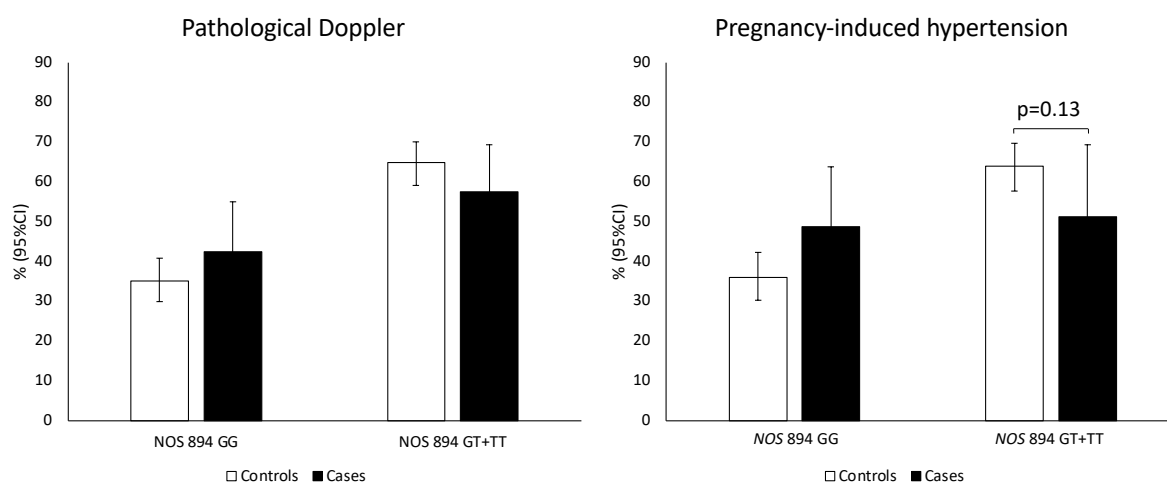 Pathological Doppler
90
80
70
60
50
40
30
20
10
0
% (95%CI)
NOS 894 GG
NOS 894 GT+TT
Controls
Cases
Pregnancy-induced hypertension
90
80
70
60
50
40
30
20
10
0
% (95%CI)
p=0.13
NOS 894 GG
NOS 894 GT+TT
Controls
Cases